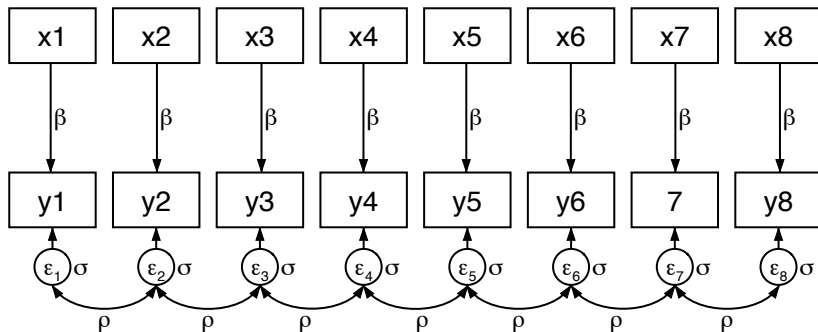 x1 x2 x3 x4 x5 x6 x7 x8
β β β β β β β β
y1 y2 y3 y4 y5 y6 7 y8
ε₁ σ ε₂ σ ε₃ σ ε₄ σ ε₅ σ ε₆ σ ε₇ σ ε₈ σ
ρ ρ ρ ρ ρ ρ ρ